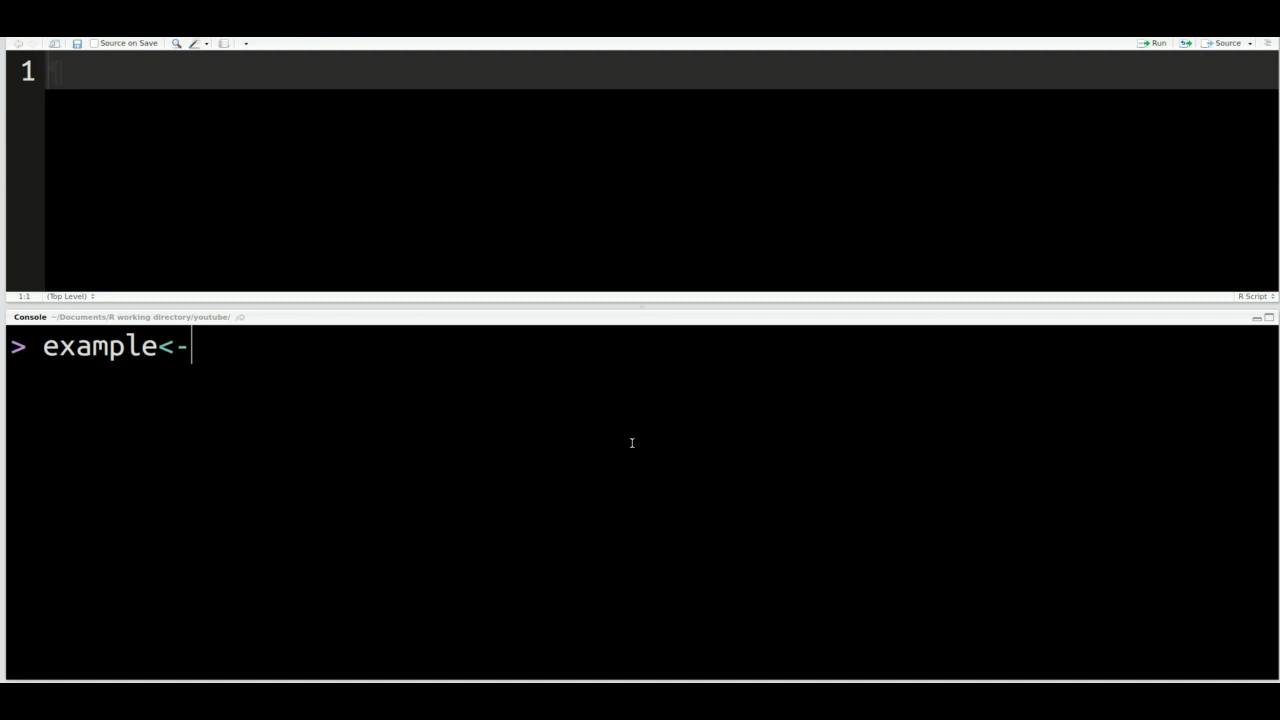 Source on Save Run Source
1
1:1 (Top Level) R Script
Console ~/Documents/R working directory/youtube/
> example<-